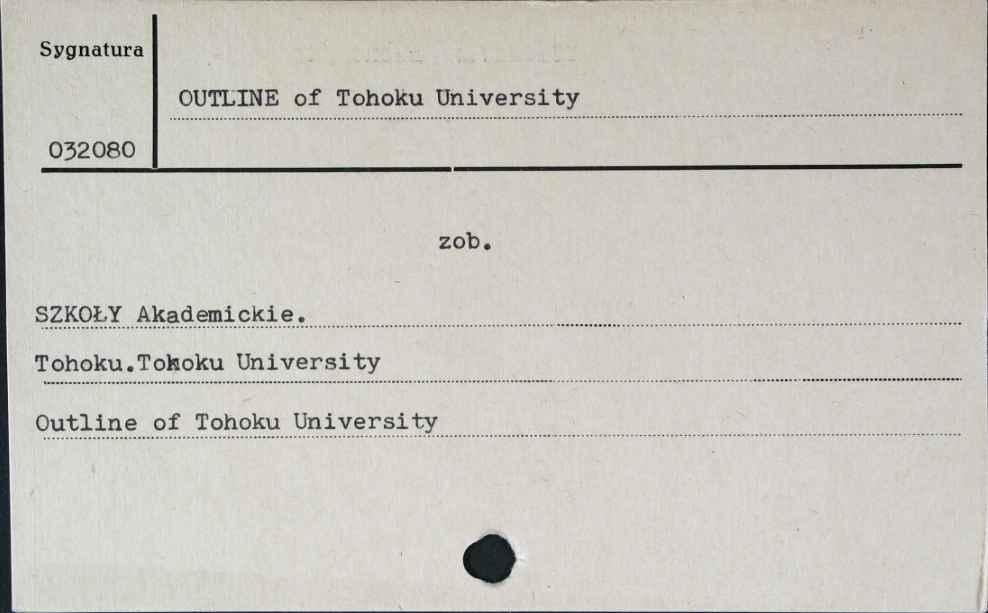 Sygnatura
OUTLINE of Tohoku University
032080
zob.
SZKOŁY Akademickie.
Tohoku.Tohoku University
Outline of Tohoku University